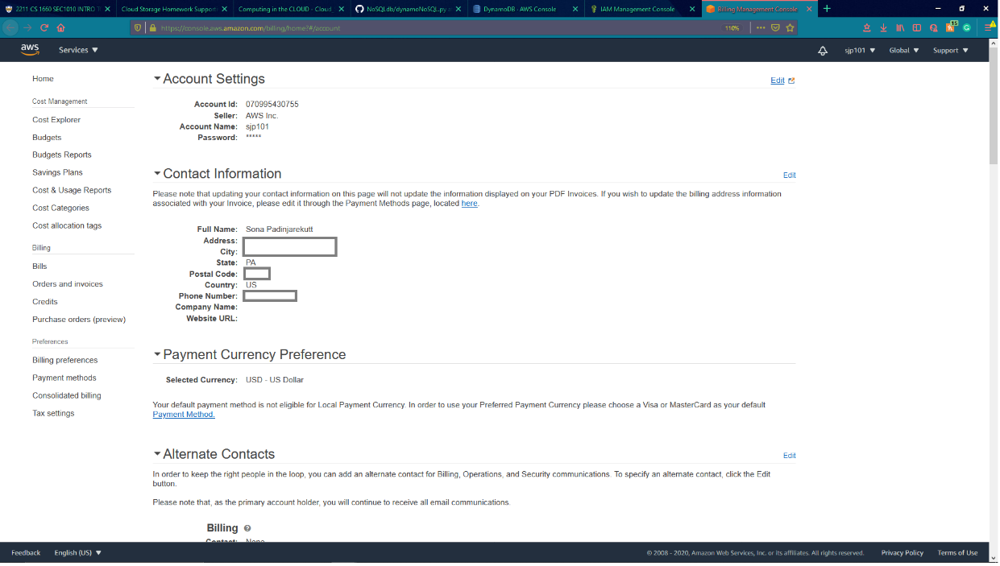 2211 CS 1660 SEC1010 INTRO T
Cloud Storage Homework Support
Computing in the CLOUD - Cloud
NoSQLdb/dynamoNoSQL.py
DynamoDB - AWS Console
IAM Management Console
Billing Management Console
https://console.aws.amazon.com/billing/home?#/account
110%
15
aws
Services
sjp101
Global
Support
Home
Cost Management
Cost Explorer
Budgets
Budgets Reports
Savings Plans
Cost & Usage Reports
Cost Categories
Cost allocation tags
Billing
Bills
Orders and invoices
Credits
Purchase orders (preview)
Preferences
Billing preferences
Payment methods
Consolidated billing
Tax settings
Account Settings
Edit
Account Id: 070995430755
Seller: AWS Inc.
Account Name: sjp101
Password: *****
Contact Information
Edit
Please note that updating your contact information on this page will not update the information displayed on your PDF Invoices. If you wish to update the billing address information
associated with your Invoice, please edit it through the Payment Methods page, located here.
Full Name: Sona Padinjarekutt
Address:
City:
State: PA
Postal Code:
Country: US
Phone Number:
Company Name:
Website URL:
Payment Currency Preference
Selected Currency: USD - US Dollar
Your default payment method is not eligible for Local Payment Currency. In order to use your Preferred Payment Currency please choose a Visa or MasterCard as your default
Payment Method.
Alternate Contacts
Edit
In order to keep the right people in the loop, you can add an alternate contact for Billing, Operations, and Security communications. To specify an alternate contact, click the Edit
button.
Please note that, as the primary account holder, you will continue to receive all email communications.
Billing
Contact: None
Feedback
English (US)
© 2008 - 2020, Amazon Web Services, Inc. or its affiliates. All rights reserved.
Privacy Policy
Terms of Use